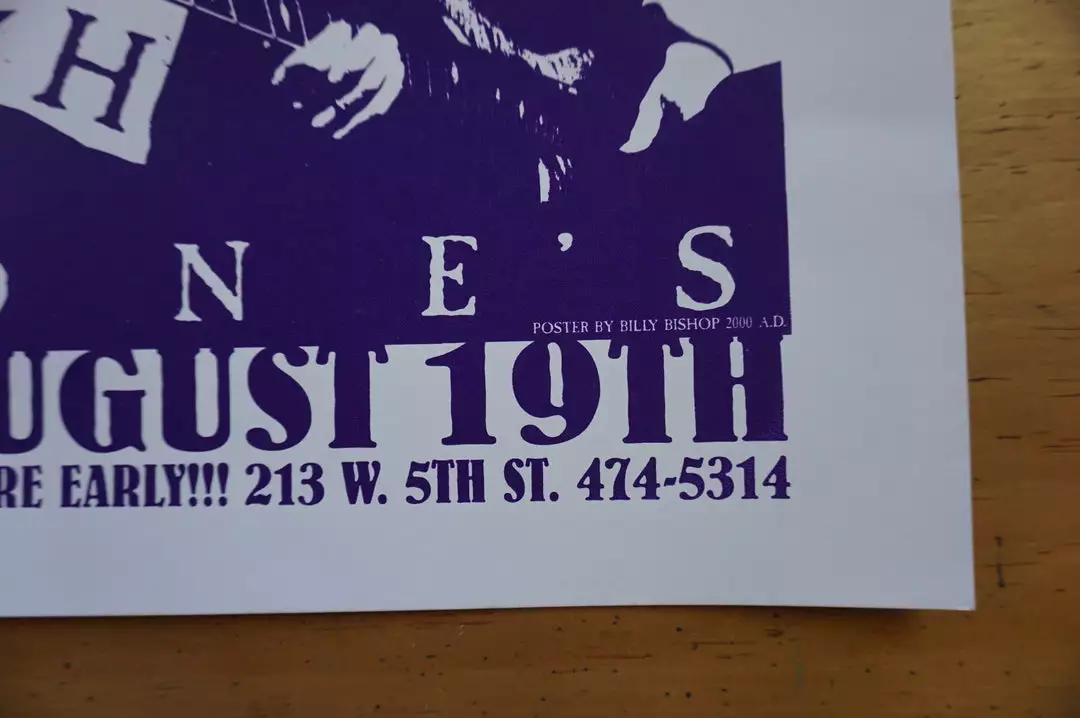 H
N E ' S
POSTER BY BILLY BISHOP 2000 A.D.
UGUST 19TH
RE EARLY!!! 213 W. 5TH ST. 474-5314